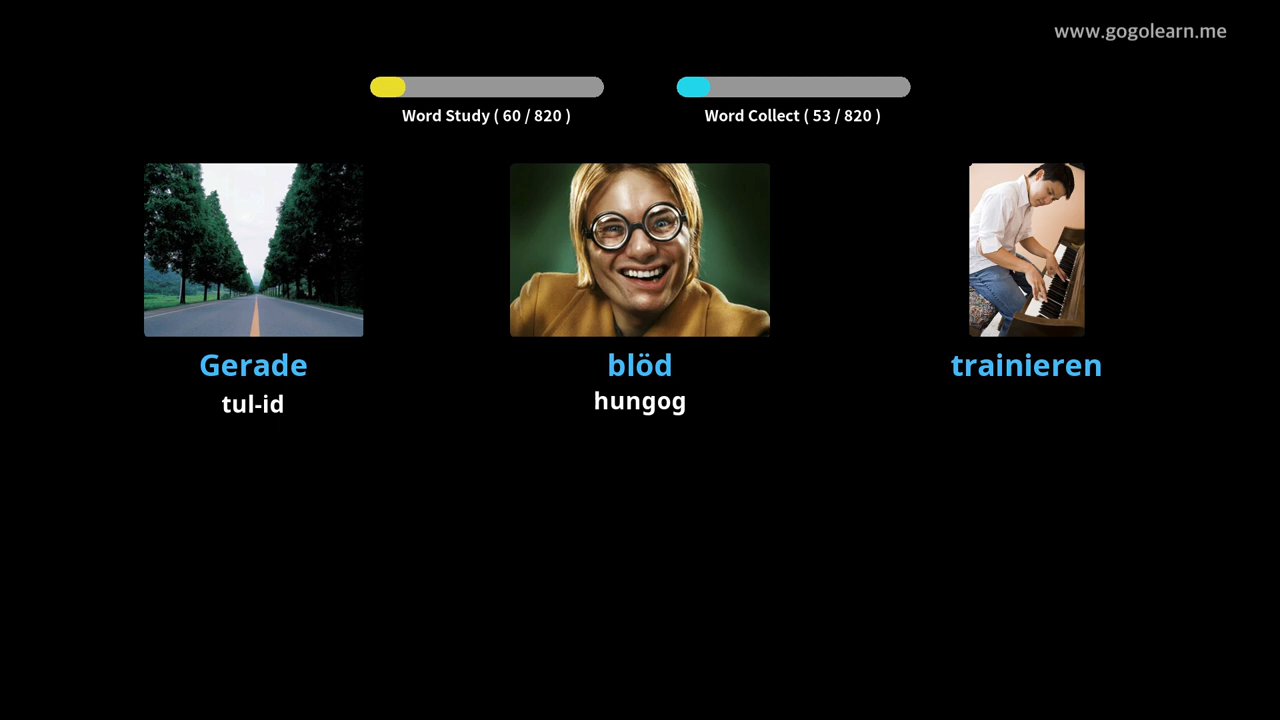 www.gogolearn.me
Word Study ( 60 / 820 )
Word Collect ( 53 / 820 )
Gerade
blöd
trainieren
tul-id
hungog